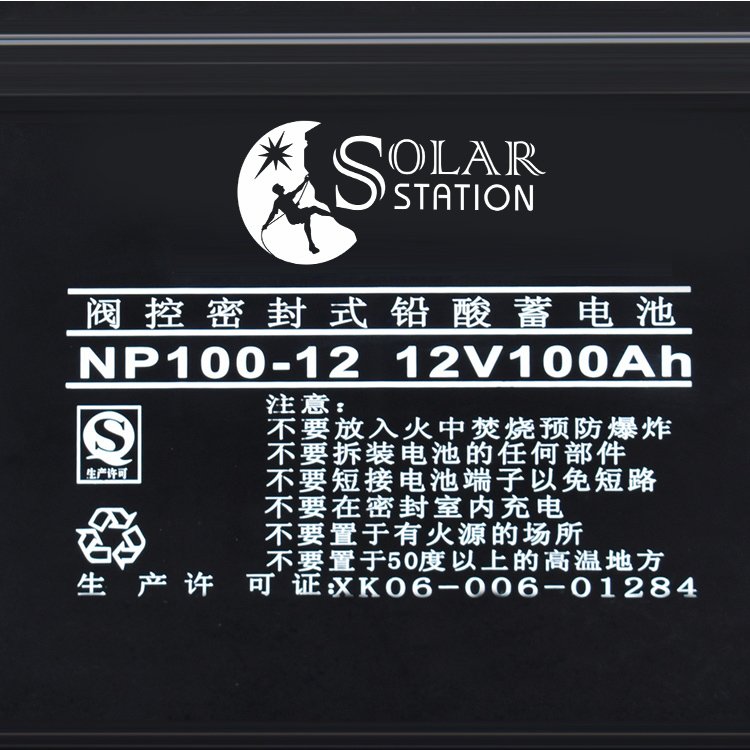 SOLAR
STATION
阀控密封式铅酸蓄电池
NP100-12 12V100Ah
注意：
不要放入火中焚烧预防爆炸
不要拆装电池的任何部件
不要短接电池端子以免短路
不要在密封室内充电
不要置于有火源的场所
不要置于50度以上的高温地方
S
生产许可
生产许可证:XK06-006-01284